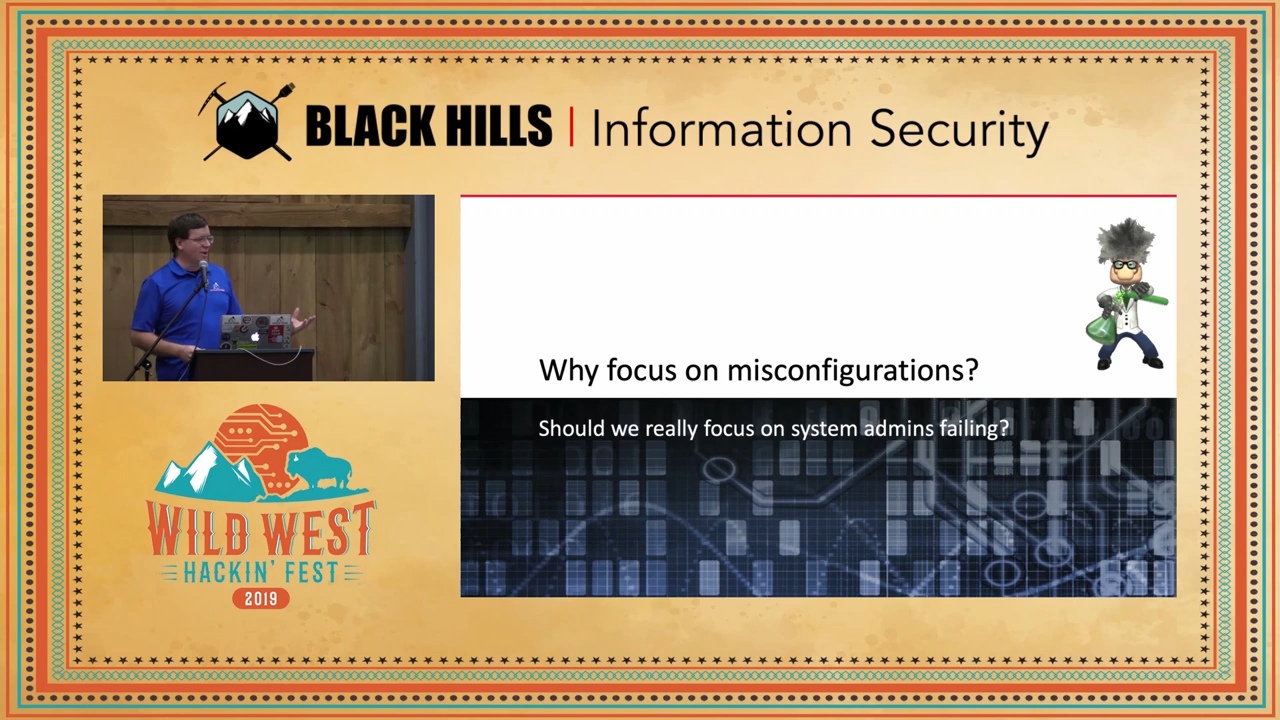 BLACK HILLS | Information Security
Why focus on misconfigurations?
Should we really focus on system admins failing?
WILD WEST
HACKIN' FEST
2019